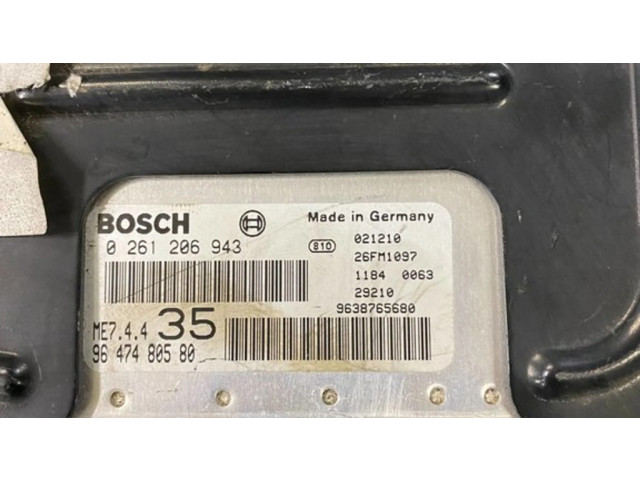 BOSCH
Made in Germany
0 261 206 943
810
021210
26FM1097
1184 0063
29210
9638765680
ME7.4.4 35
96 474 805 80